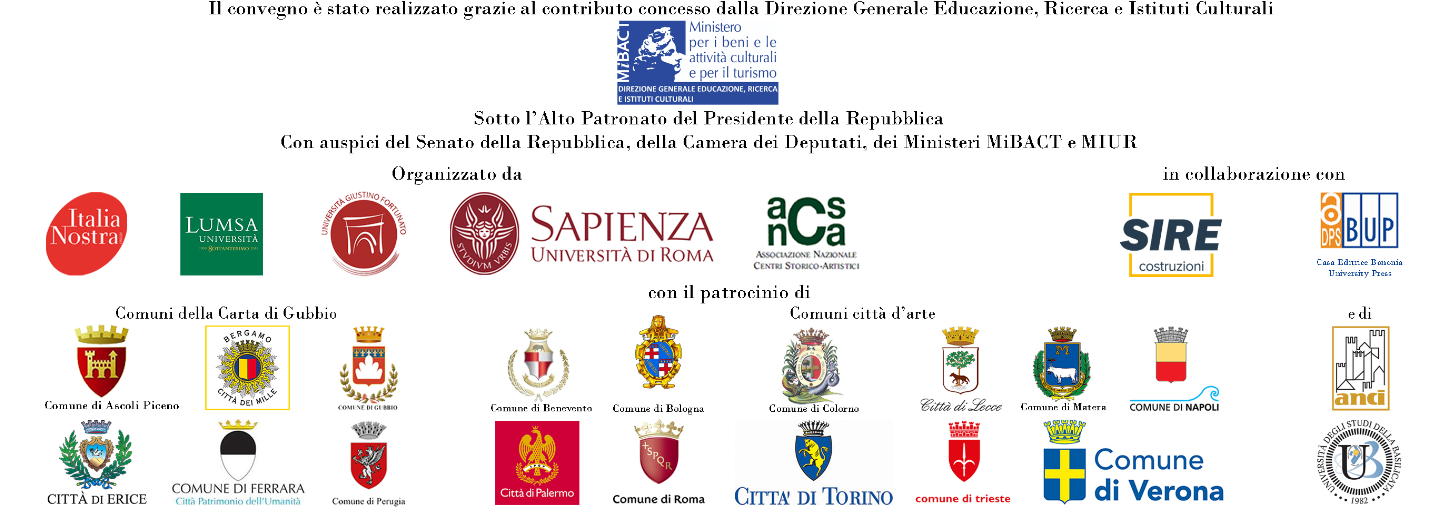 Il convegno è stato realizzato grazie al contributo concesso dalla Direzione Generale Educazione, Ricerca e Istituti Culturali
MiBACT
Ministero
per i beni e le
attività culturali
e per il turismo
DIREZIONE GENERALE EDUCAZIONE, RICERCA
E ISTITUTI CULTURALI
Sotto l'Alto Patronato del Presidente della Repubblica
Con auspici del Senato della Repubblica, della Camera dei Deputati, dei Ministeri MiBACT e MIUR
Organizzato da
in collaborazione con
Italia
Nostra
LUMSA
UNIVERSITÀ
UNIVERSITÀ GIUSTINO FORTUNATO
STVDIVM VRBIS
SAPIENZA
UNIVERSITÀ DI ROMA
acs
nca
ASSOCIAZIONE NAZIONALE
CENTRI STORICO-ARTISTICI
SIRE
costruzioni
DPS
BUP
Casa Editrice Bononia
University Press
con il patrocinio di
Comuni della Carta di Gubbio
Comuni città d'arte
e di
Comune di Ascoli Piceno
BERGAMO
CITTÀ DEI MILLE
COMUNE DI GUBBIO
Comune di Benevento
Comune di Bologna
Comune di Colorno
Città di Lecce
M
Comune di Matera
COMUNE DI NAPOLI
anci
CITTÀ DI ERICE
COMUNE DI FERRARA
Città Patrimonio dell'Umanità
Comune di Perugia
Città di Palermo
SPQR
Comune di Roma
CITTA' DI TORINO
comune di trieste
Comune
di Verona
UNIVERSITÀ DEGLI STUDI DELLA BASILICATA
UB
1982